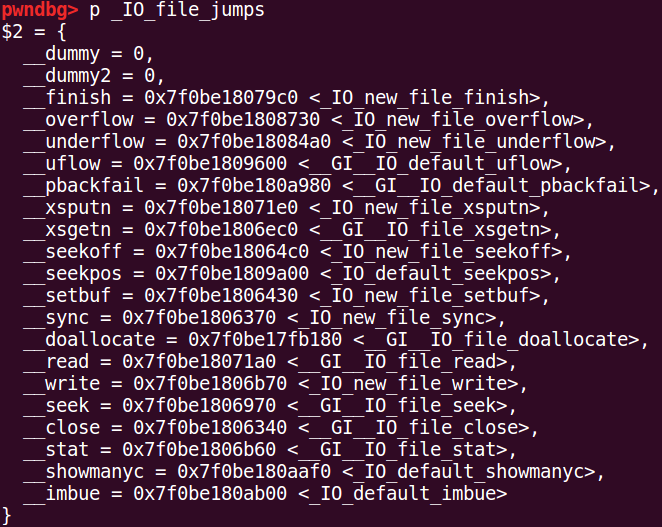 pwndbg> p _IO_file_jumps
$2 = {
  __dummy = 0,
  __dummy2 = 0,
  __finish = 0x7f0be18079c0 <_IO_new_file_finish>,
  __overflow = 0x7f0be1808730 <_IO_new_file_overflow>,
  __underflow = 0x7f0be18084a0 <_IO_new_file_underflow>,
  __uflow = 0x7f0be1809600 <__GI__IO_default_uflow>,
  __pbackfail = 0x7f0be180a980 <__GI__IO_default_pbackfail>,
  __xsputn = 0x7f0be18071e0 <_IO_new_file_xsputn>,
  __xsgetn = 0x7f0be1806ec0 <__GI__IO_file_xsgetn>,
  __seekoff = 0x7f0be18064c0 <_IO_new_file_seekoff>,
  __seekpos = 0x7f0be1809a00 <_IO_default_seekpos>,
  __setbuf = 0x7f0be1806430 <_IO_new_file_setbuf>,
  __sync = 0x7f0be1806370 <_IO_new_file_sync>,
  __doallocate = 0x7f0be17fb180 <__GI__IO_file_doallocate>,
  __read = 0x7f0be18071a0 <__GI__IO_file_read>,
  __write = 0x7f0be1806b70 <_IO_new_file_write>,
  __seek = 0x7f0be1806970 <__GI__IO_file_seek>,
  __close = 0x7f0be1806340 <__GI__IO_file_close>,
  __stat = 0x7f0be1806b60 <__GI__IO_file_stat>,
  __showmanyc = 0x7f0be180aaf0 <_IO_default_showmanyc>,
  __imbue = 0x7f0be180ab00 <_IO_default_imbue>
}